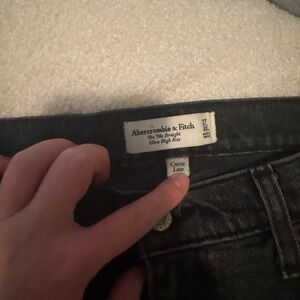 Abercrombie & Fitch
The '90s Straight
Ultra High Rise
Curve
Love